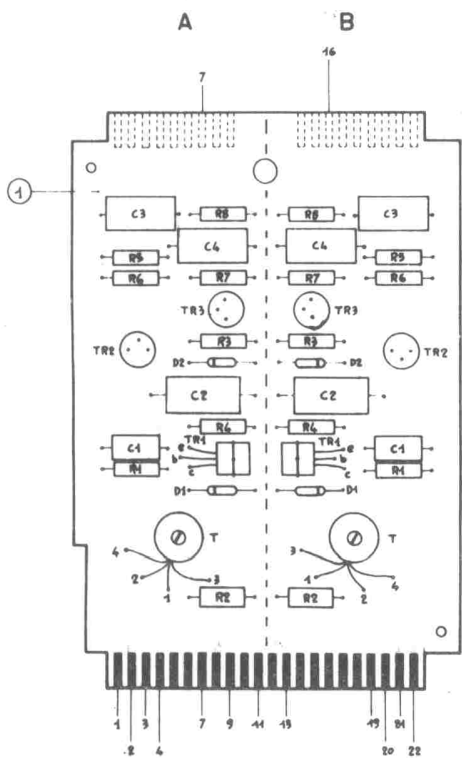 A B
7 16
1
C3 R8 R8 C3
C4 C4
R5 R5
R6 R7 R7 R6
TR3 TR3
TR2 R3 R3 TR2
D2 D2
C2 C2
R4 R4
C1 TR1 TR1 C1
e e
b b
R1 R1
c c
D1 D1
T T
4 3
2 1 3 1 2 4
R2 R2
1 3 7 9 11 13 19 21
2 4 20 22